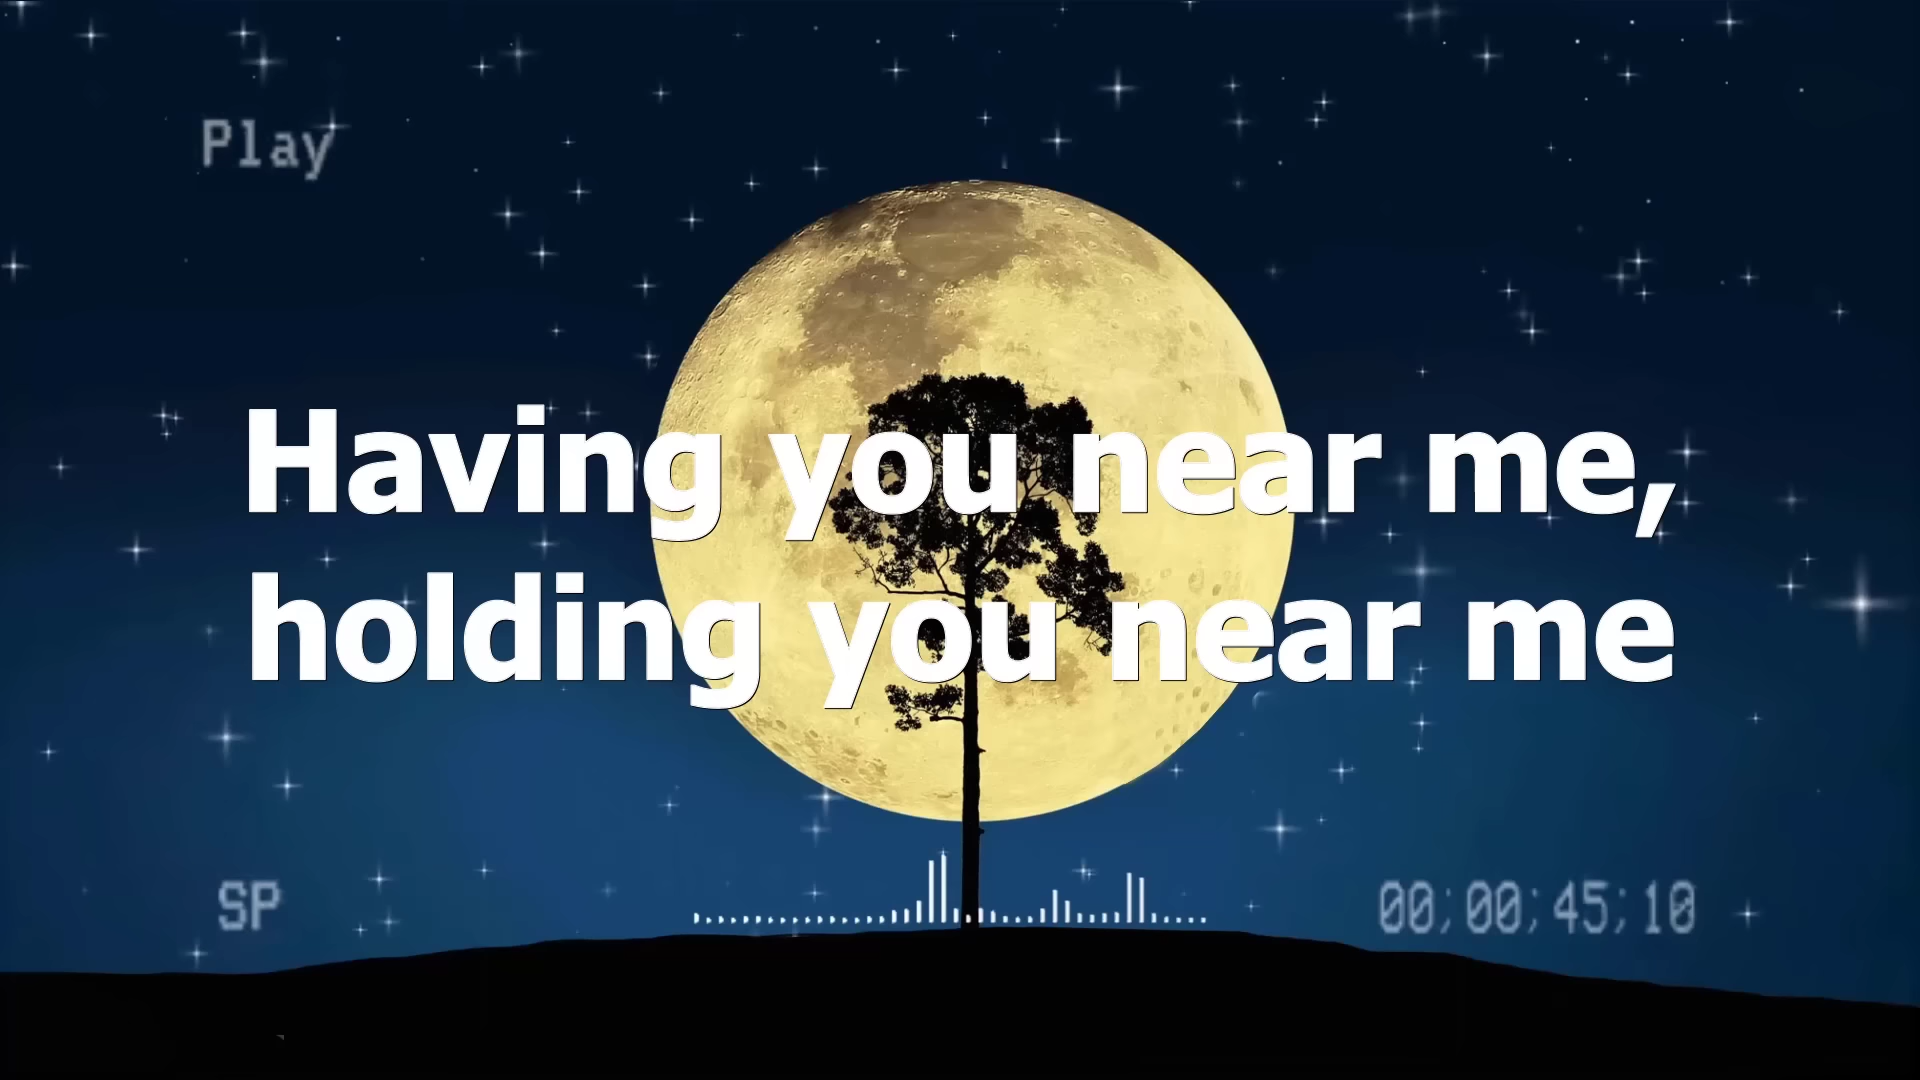 Play
Having you near me,
holding you near me
SP
00;00;45;10